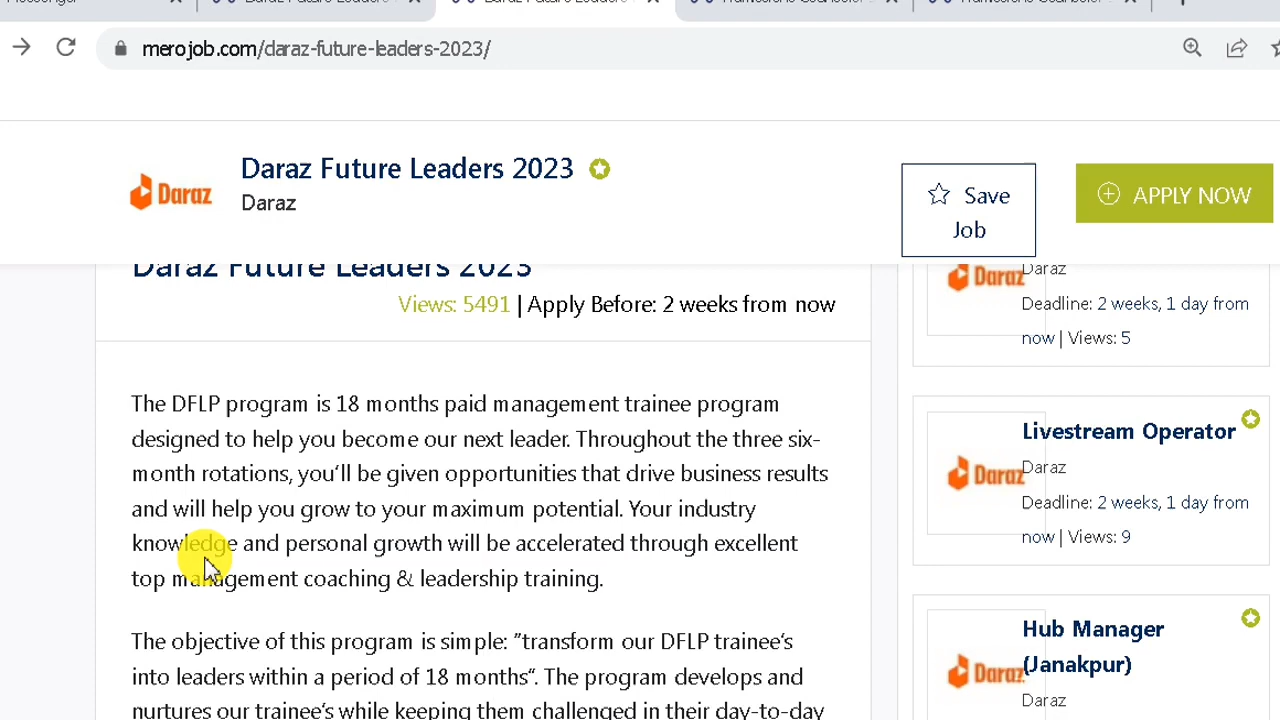 merojob.com/daraz-future-leaders-2023/
Daraz
Daraz Future Leaders 2023
Daraz
Save
Job
APPLY NOW
Daraz Future Leaders 2023
Views: 5491 | Apply Before: 2 weeks from now
The DFLP program is 18 months paid management trainee program
designed to help you become our next leader. Throughout the three six-
month rotations, you'll be given opportunities that drive business results
and will help you grow to your maximum potential. Your industry
knowledge and personal growth will be accelerated through excellent
top management coaching & leadership training.
The objective of this program is simple: "transform our DFLP trainee's
into leaders within a period of 18 months". The program develops and
nurtures our trainee's while keeping them challenged in their day-to-day
Daraz
Daraz
Deadline: 2 weeks, 1 day from
now | Views: 5
Daraz
Livestream Operator
Daraz
Deadline: 2 weeks, 1 day from
now | Views: 9
Daraz
Hub Manager
(Janakpur)
Daraz